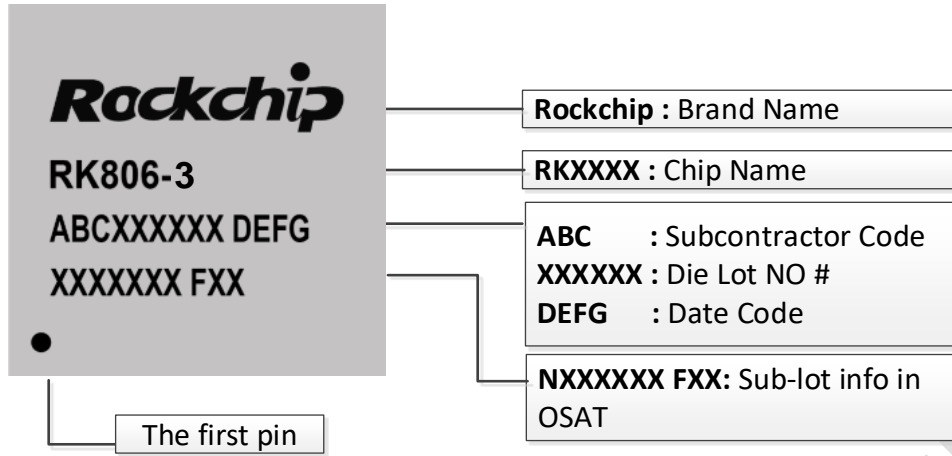 Rockchip
RK806-3
ABCXXXXXX DEFG
XXXXXXX FXX
Rockchip : Brand Name
RKXXXX : Chip Name
ABC : Subcontractor Code
XXXXXX : Die Lot NO #
DEFG : Date Code
NXXXXXX FXX: Sub-lot info in
OSAT
The first pin